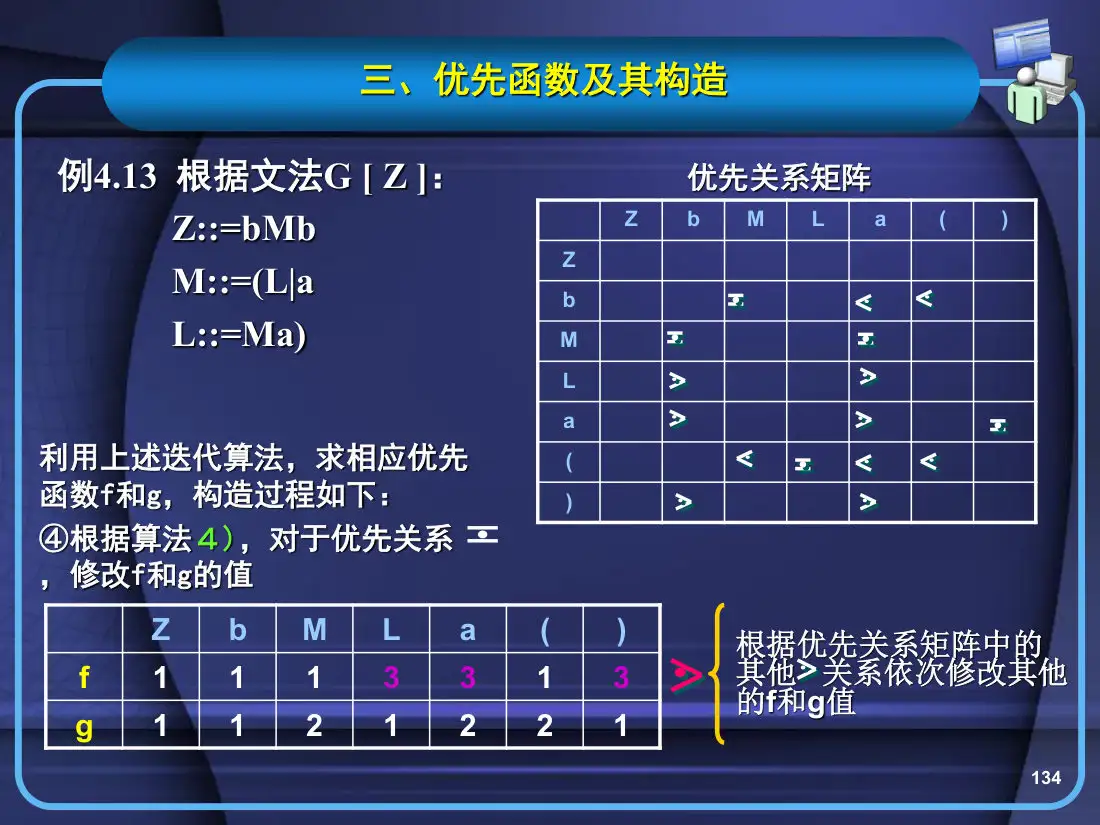 三、优先函数及其构造
例4.13 根据文法G [ Z ]：
Z::=bMb
M::=(L|a
L::=Ma)
优先关系矩阵
Z b M L a ( )
Z
b ≖ ⋖ ⋖
M ≖ ≖
L ⋗ ⋗
a ⋗ ⋗ ≖
( ⋖ ≖ ⋖ ⋖
) ⋗ ⋗
利用上述迭代算法，求相应优先
函数f和g，构造过程如下：
④根据算法４），对于优先关系 ≖
，修改f和g的值
Z b M L a ( )
f 1 1 1 3 3 1 3
g 1 1 2 1 2 2 1
⋗
根据优先关系矩阵中的
其他⋗关系依次修改其他
的f和g值
134